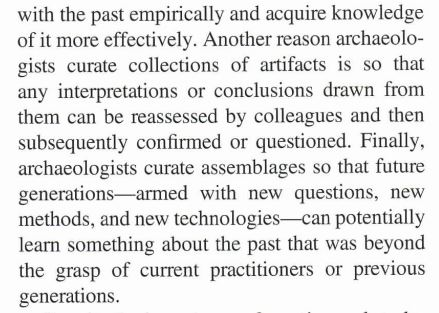 with the past empirically and acquire knowledge
of it more effectively. Another reason archaeolo-
gists curate collections of artifacts is so that
any interpretations or conclusions drawn from
them can be reassessed by colleagues and then
subsequently confirmed or questioned. Finally,
archaeologists curate assemblages so that future
generations—armed with new questions, new
methods, and new technologies—can potentially
learn something about the past that was beyond
the grasp of current practitioners or previous
generations.